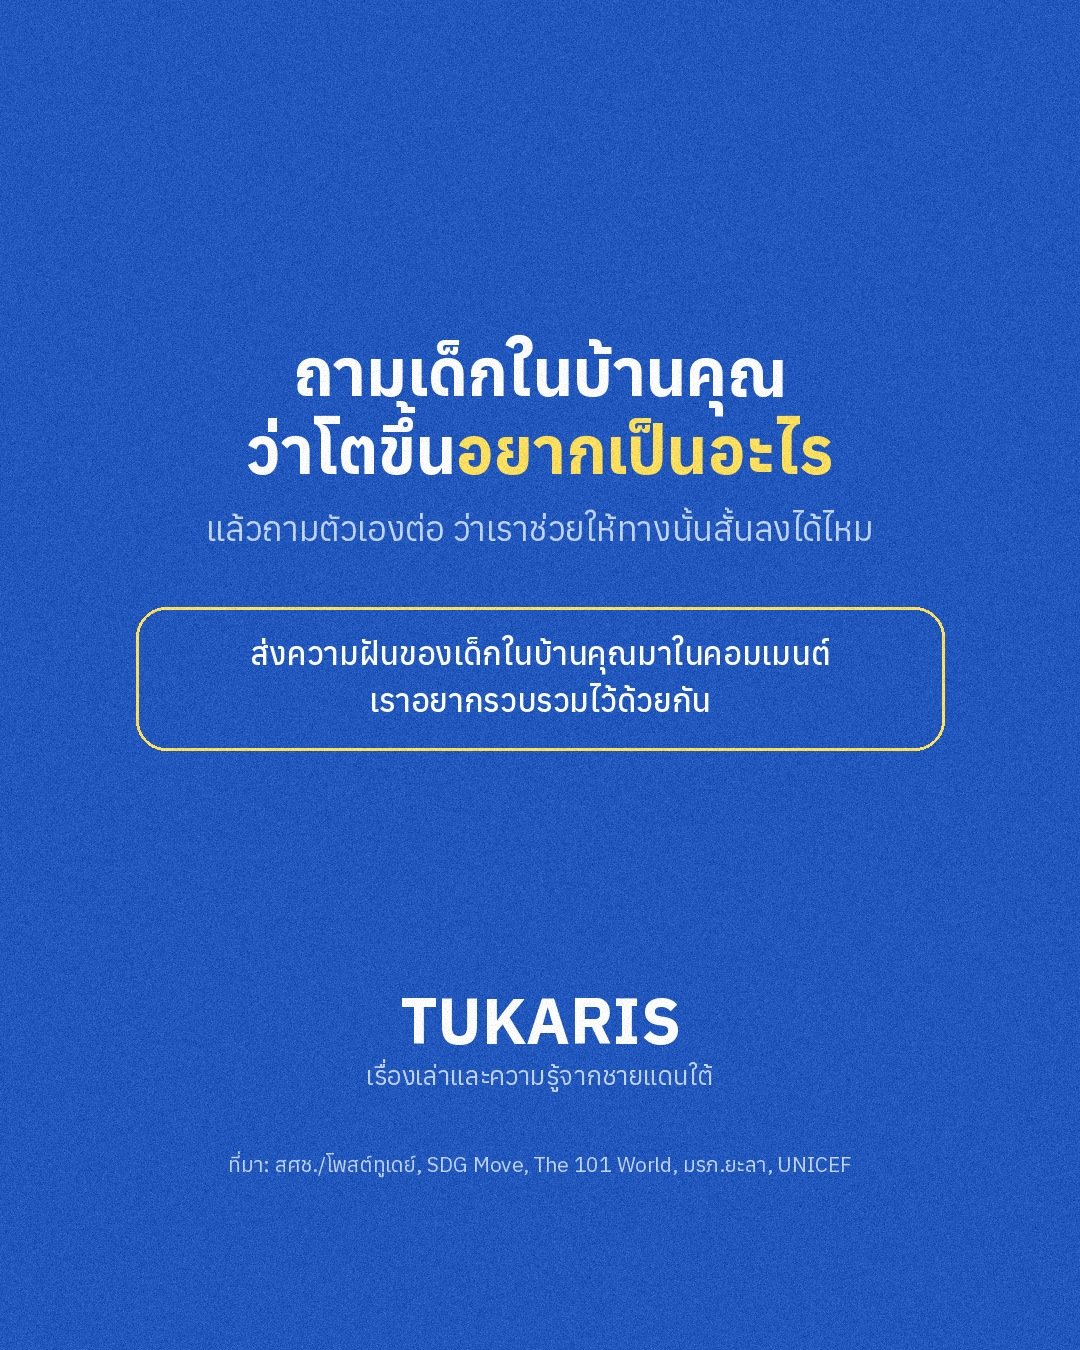 ถามเด็กในบ้านคุณ
ว่าโตขึ้นอยากเป็นอะไร
แล้วถามตัวเองต่อ ว่าเราช่วยให้ทางนั้นสั้นลงได้ไหม
ส่งความฝันของเด็กในบ้านคุณมาในคอมเมนต์
เราอยากรวบรวมไว้ด้วยกัน
TUKARIS
เรื่องเล่าและความรู้จากชายแดนใต้
ที่มา: สศช./โพสต์ทูเดย์, SDG Move, The 101 World, มรภ.ยะลา, UNICEF